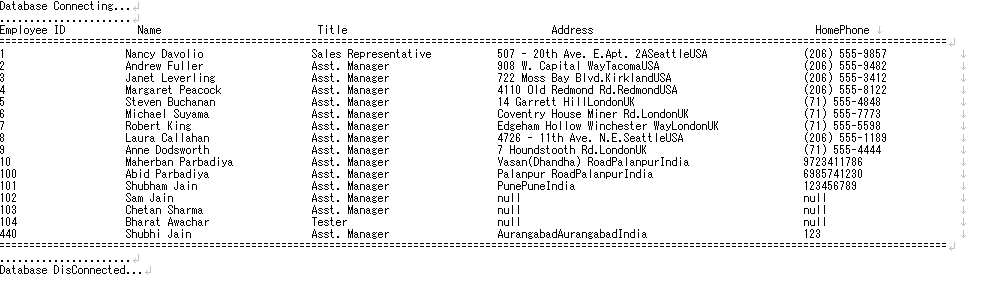 Database Connecting...
......................
Employee ID Name Title Address HomePhone
================================================================================
1 Nancy Davolio Sales Representative 507 - 20th Ave. E.Apt. 2ASeattleUSA (206) 555-9857
2 Andrew Fuller Asst. Manager 908 W. Capital WayTacomaUSA (206) 555-9482
3 Janet Leverling Asst. Manager 722 Moss Bay Blvd.KirklandUSA (206) 555-3412
4 Margaret Peacock Asst. Manager 4110 Old Redmond Rd.RedmondUSA (206) 555-8122
5 Steven Buchanan Asst. Manager 14 Garrett HillLondonUK (71) 555-4848
6 Michael Suyama Asst. Manager Coventry House Miner Rd.LondonUK (71) 555-7773
7 Robert King Asst. Manager Edgeham Hollow Winchester WayLondonUK (71) 555-5598
8 Laura Callahan Asst. Manager 4726 - 11th Ave. N.E.SeattleUSA (206) 555-1189
9 Anne Dodsworth Asst. Manager 7 Houndstooth Rd.LondonUK (71) 555-4444
10 Maherban Parbadiya Asst. Manager Vasan(Dhandha) RoadPalanpurIndia 9723411786
100 Abid Parbadiya Asst. Manager Palanpur RoadPalanpurIndia 6985741230
101 Shubham Jain Asst. Manager PunePuneIndia 123456789
102 Sam Jain Asst. Manager null null
103 Chetan Sharma Asst. Manager null null
104 Bharat Awachar Tester null null
440 Shubhi Jain Asst. Manager AurangabadAurangabadIndia 123
================================================================================
......................
Database DisConnected...